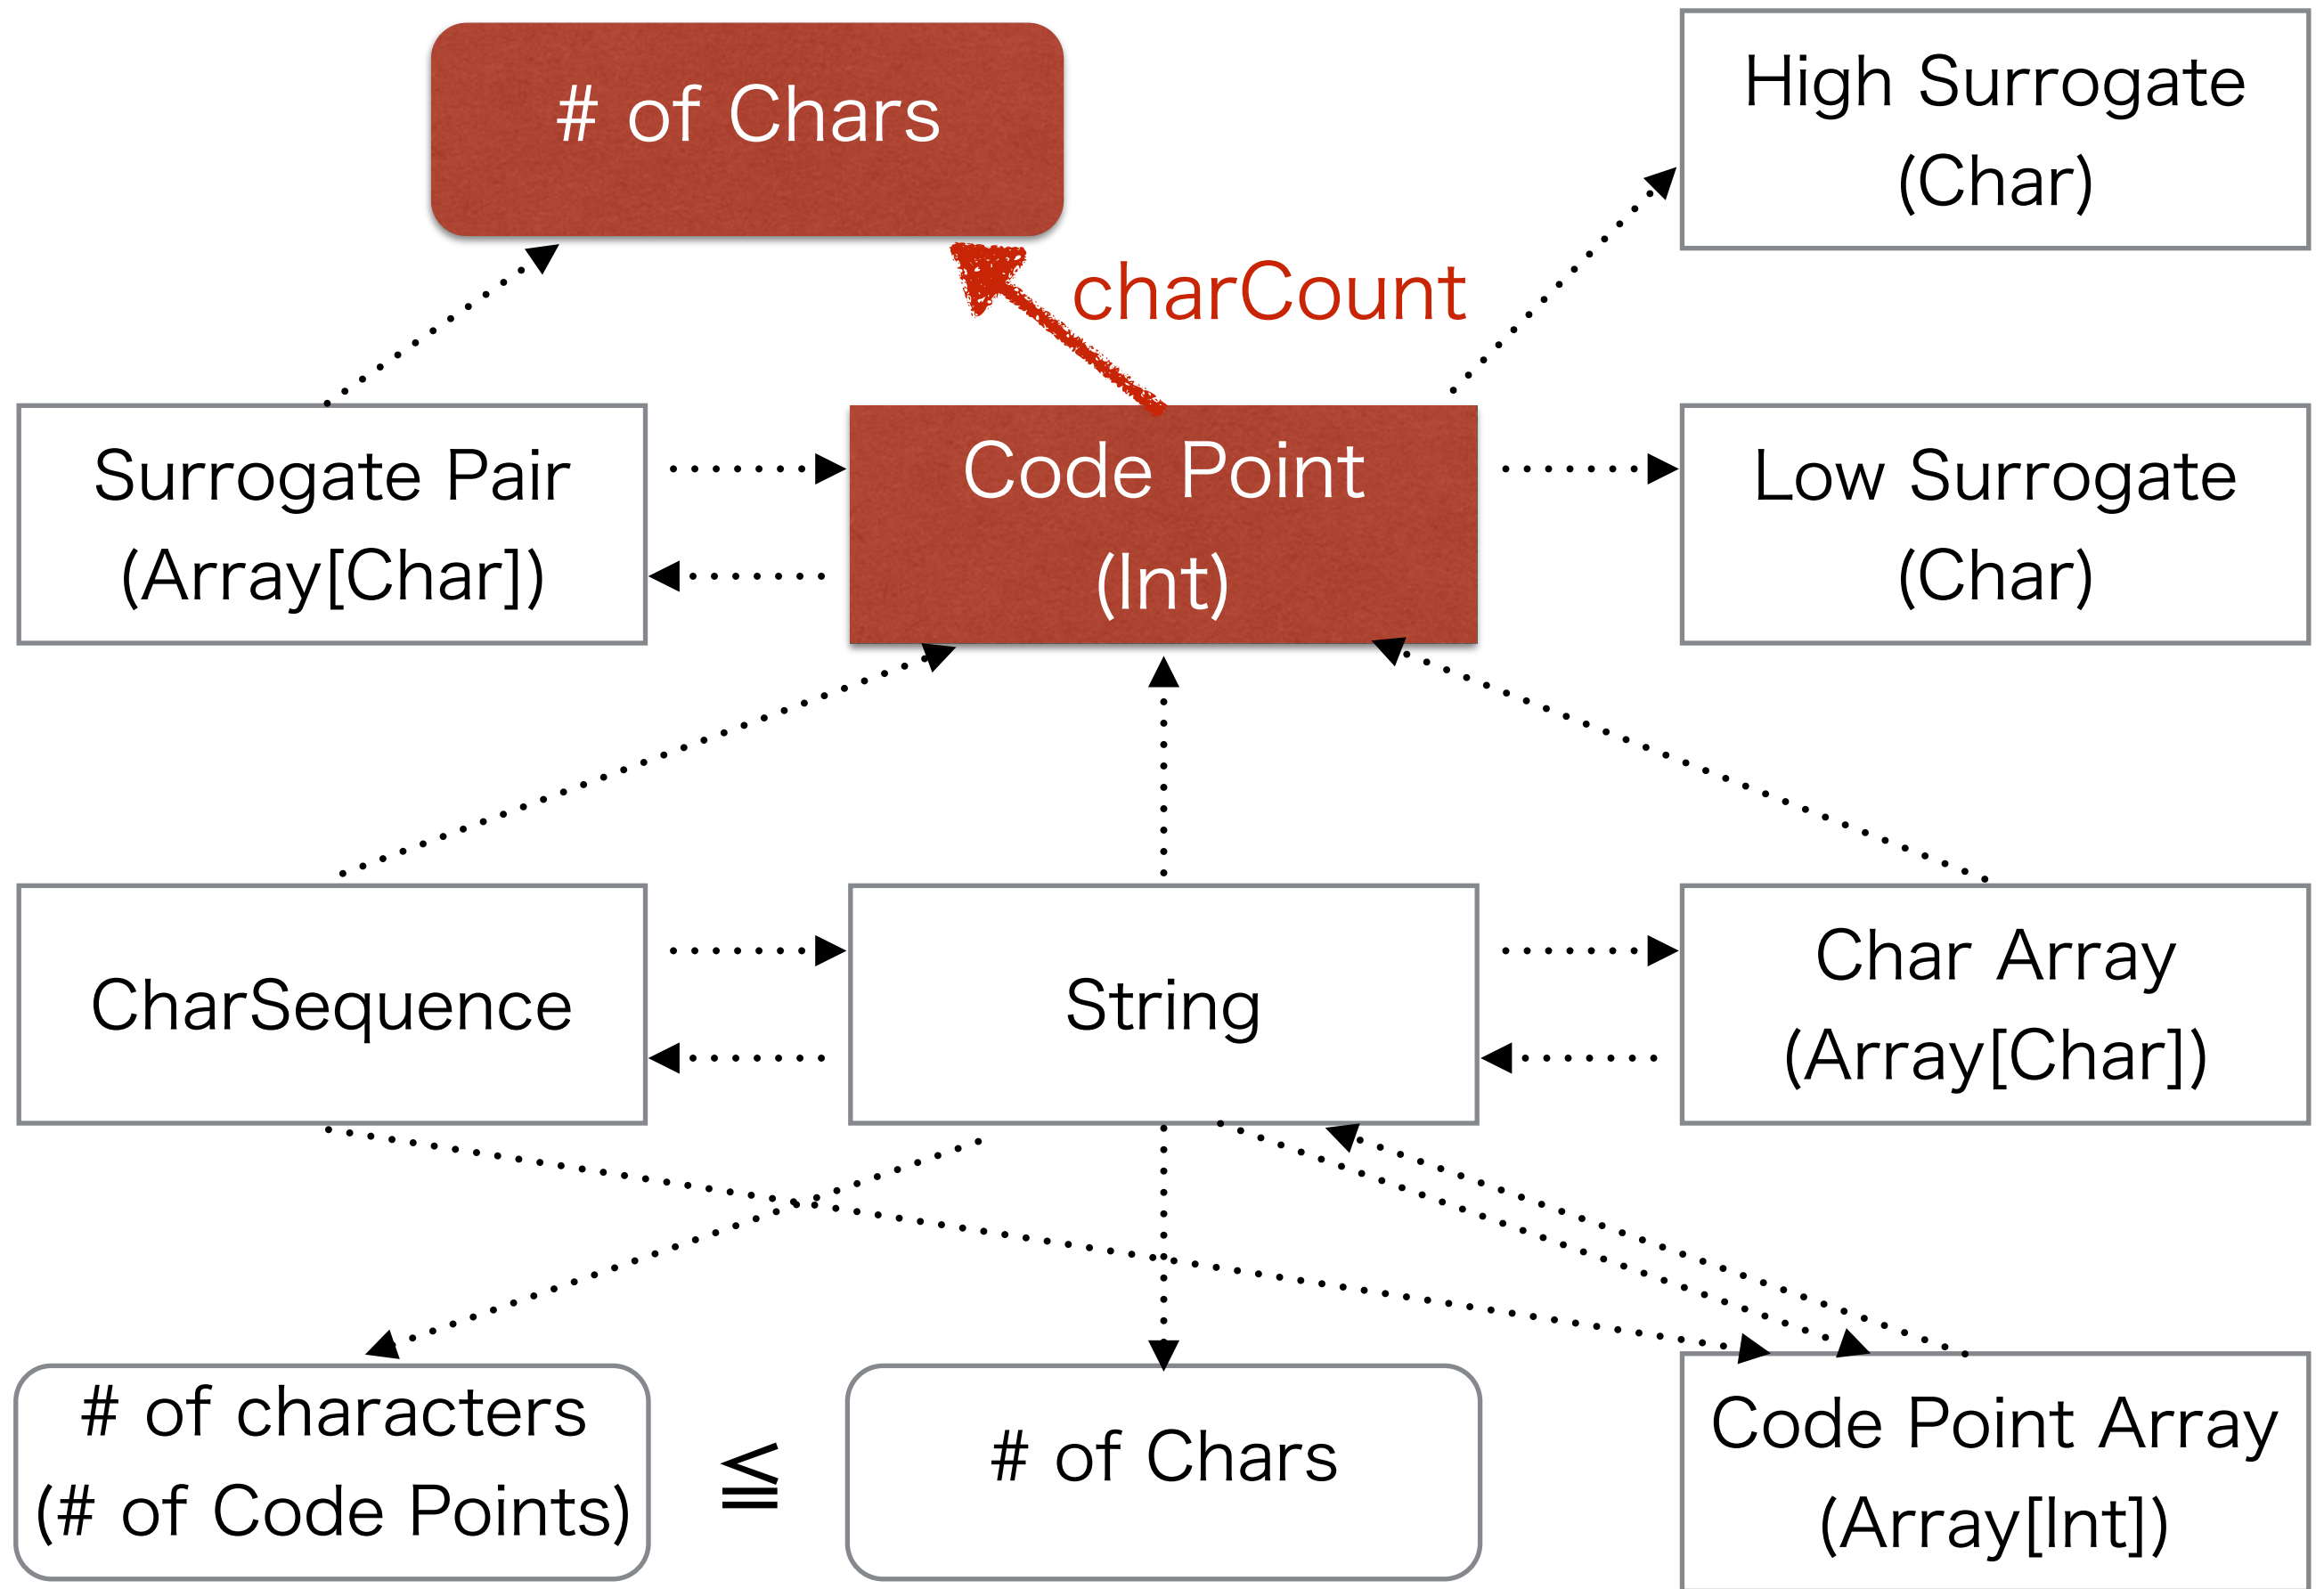 # of Chars
High Surrogate
(Char)
charCount
Surrogate Pair
(Array[Char])
Code Point
(Int)
Low Surrogate
(Char)
CharSequence
String
Char Array
(Array[Char])
# of characters
(# of Code Points)
≦
# of Chars
Code Point Array
(Array[Int])